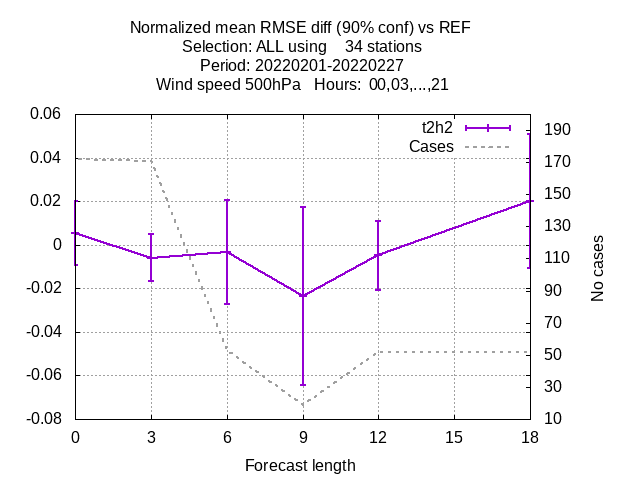 Normalized mean RMSE diff (90% conf) vs REF
Selection: ALL using    34 stations
Period: 20220201-20220227
Wind speed 500hPa   Hours:  00,03,...,21
t2h2
Cases
0.06
0.04
0.02
0
-0.02
-0.04
-0.06
-0.08
190
170
150
130
110
90
70
50
30
10
No cases
0 3 6 9 12 15 18
Forecast length